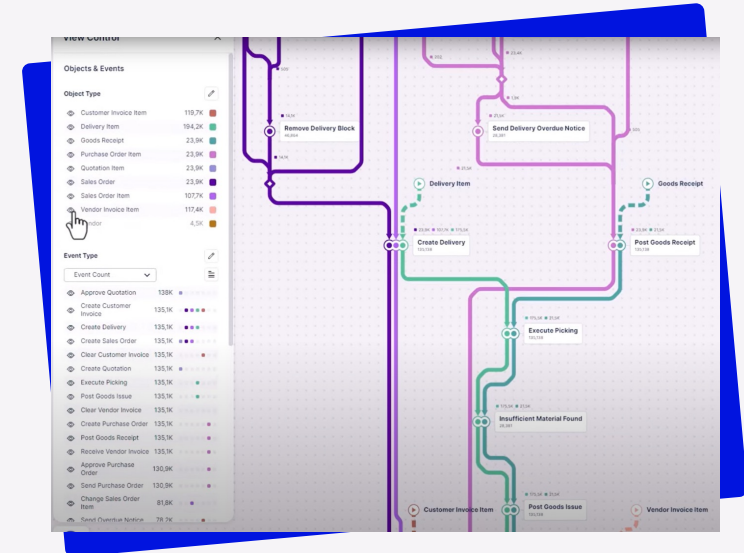 View Control
Objects & Events
Object Type
Customer Invoice Item 119,7K
Delivery Item 194,2K
Goods Receipt 23,9K
Purchase Order Item 23,9K
Quotation Item 23,9K
Sales Order 23,9K
Sales Order Item 107,7K
Vendor Invoice Item 117,4K
Vendor 4,5K
Event Type
Event Count
Approve Quotation 138K
Create Customer
Invoice 135,1K
Create Delivery 135,1K
Create Sales Order 135,1K
Clear Customer Invoice 135,1K
Create Quotation 135,1K
Execute Picking 135,1K
Post Goods Issue 135,1K
Clear Vendor Invoice 135,1K
Create Purchase Order 135,1K
Post Goods Receipt 135,1K
Receive Vendor Invoice 135,1K
Approve Purchase
Order 130,9K
Send Purchase Order 130,9K
Change Sales Order
Item 81,8K
Send Overdue Notice 78,7K
Remove Delivery Block
Send Delivery Overdue Notice
Delivery Item
Goods Receipt
Create Delivery
Post Goods Receipt
Execute Picking
Insufficient Material Found
Customer Invoice Item
Post Goods Issue
Vendor Invoice Item